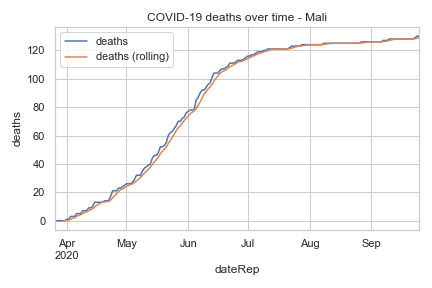 COVID-19 deaths over time - Mali
deaths
deaths (rolling)
120
100
80
60
40
20
0
deaths
Apr May Jun Jul Aug Sep
2020
dateRep